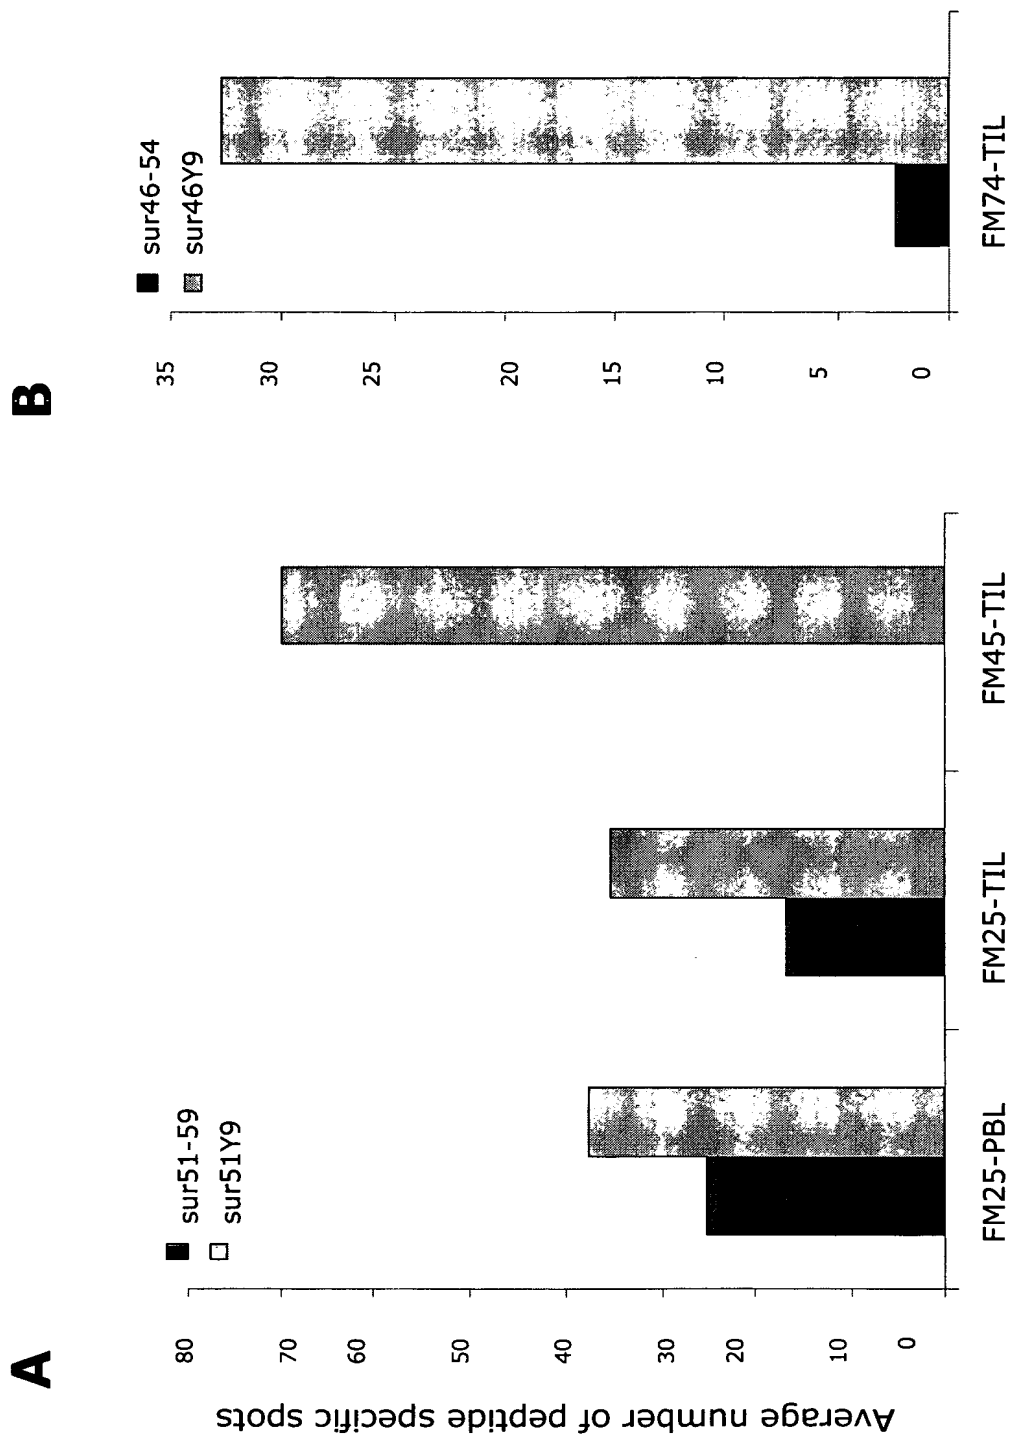 A
Average number of peptide specific spots
80
70
60
50
40
30
20
10
0
sur51-59
sur51Y9
FM25-PBL
FM25-TIL
FM45-TIL
B
35
30
25
20
15
10
5
0
sur46-54
sur46Y9
FM74-TIL